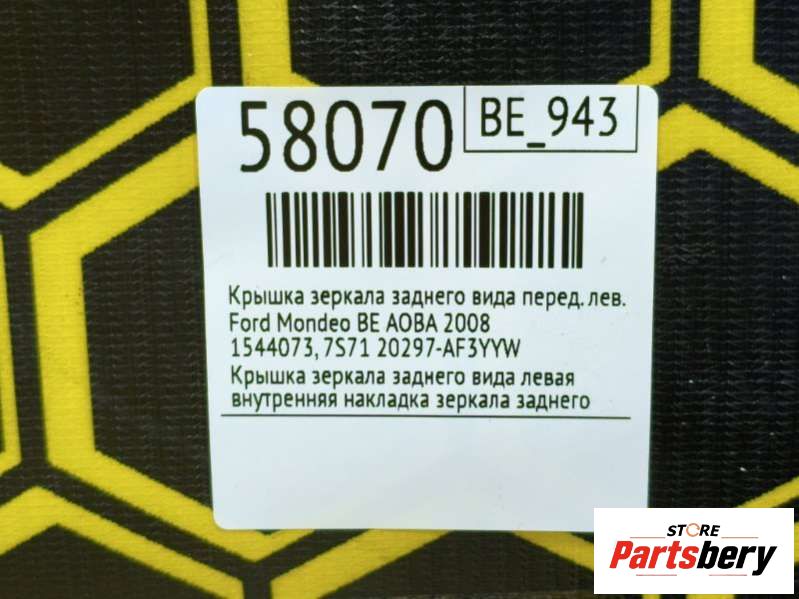 58070
BE_943
Крышка зеркала заднего вида перед. лев.
Ford Mondeo BE AOBA 2008
1544073, 7S71 20297-AF3YYW
Крышка зеркала заднего вида левая
внутренняя накладка зеркала заднего
STORE
Partsbery